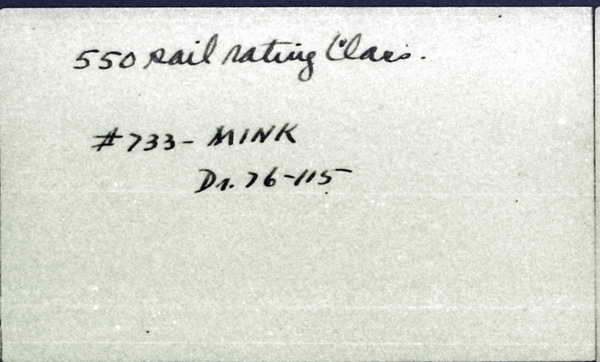 550 sail rating Class.
#733- MINK
Dr. 76-115